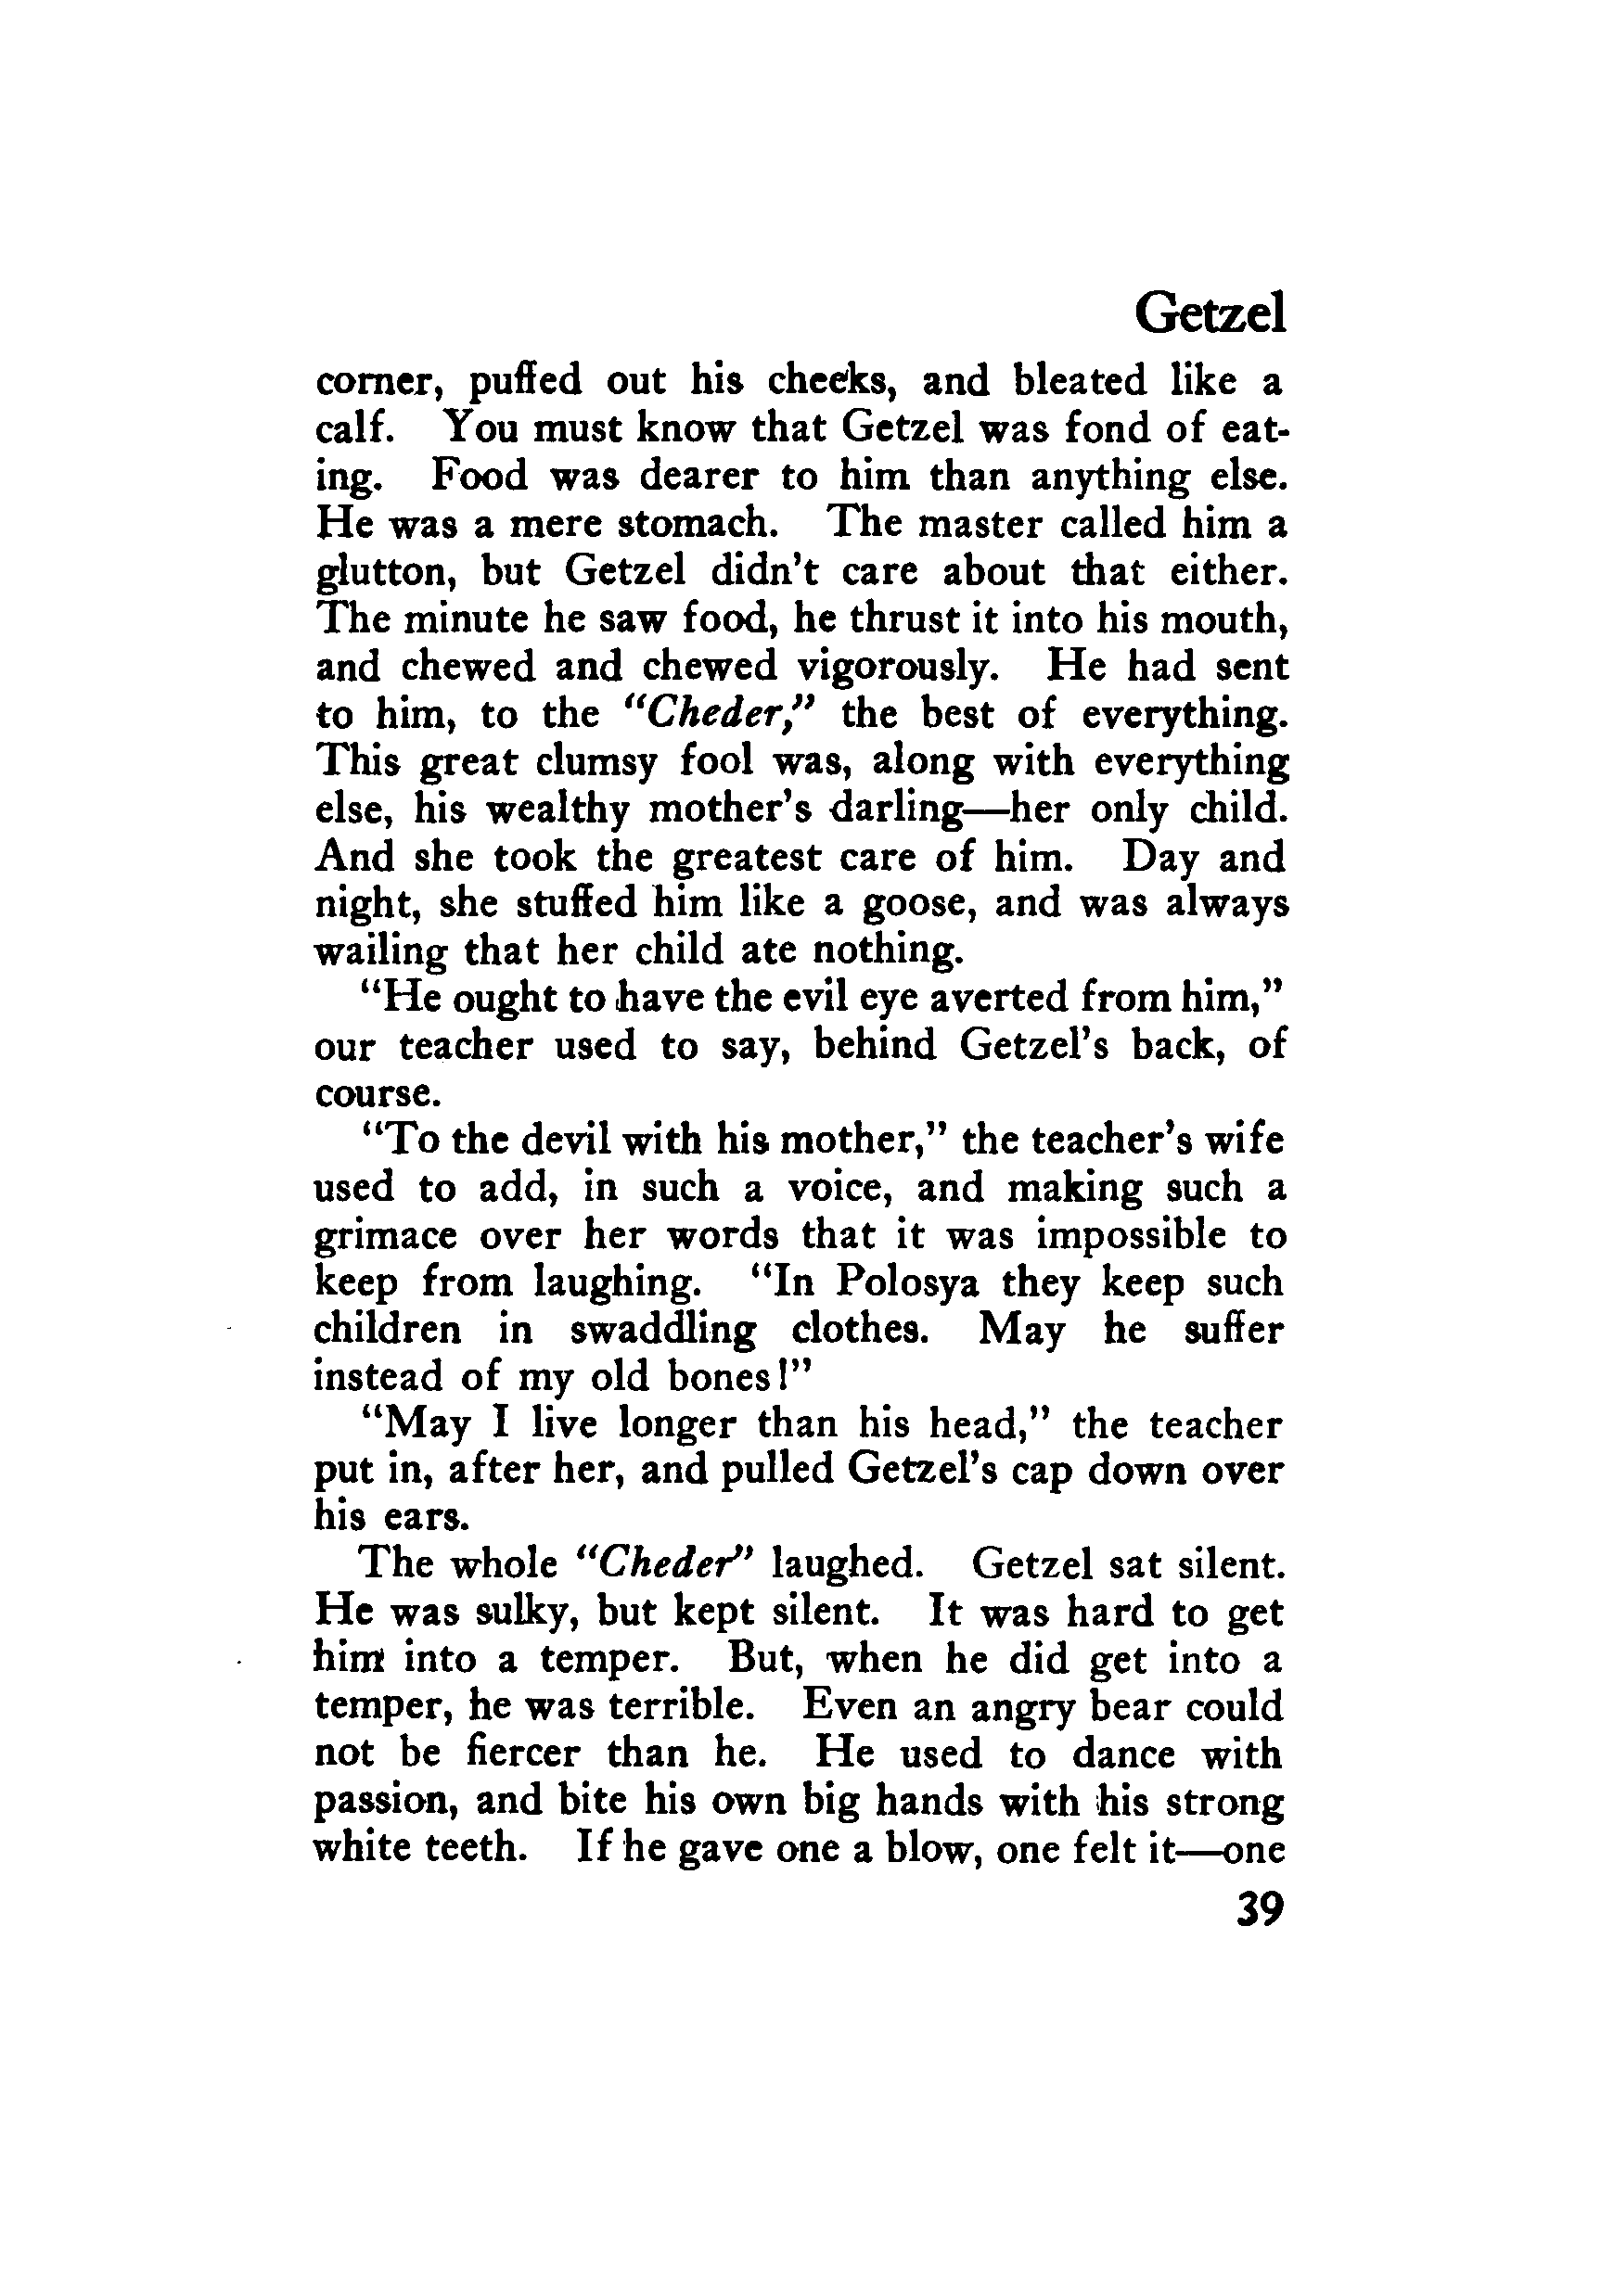 Getzel
corner, puffed out his cheeks, and bleated like a
calf. You must know that Getzel was fond of eat-
ing. Food was dearer to him than anything else.
He was a mere stomach. The master called him a
glutton, but Getzel didn't care about that either.
The minute he saw food, he thrust it into his mouth,
and chewed and chewed vigorously. He had sent
to him, to the "Cheder," the best of everything.
This great clumsy fool was, along with everything
else, his wealthy mother's darling—her only child.
And she took the greatest care of him. Day and
night, she stuffed him like a goose, and was always
wailing that her child ate nothing.
"He ought to have the evil eye averted from him,"
our teacher used to say, behind Getzel's back, of
course.
"To the devil with his mother," the teacher's wife
used to add, in such a voice, and making such a
grimace over her words that it was impossible to
keep from laughing. "In Polosya they keep such
children in swaddling clothes. May he suffer
instead of my old bones!"
"May I live longer than his head," the teacher
put in, after her, and pulled Getzel's cap down over
his ears.
The whole "Cheder" laughed. Getzel sat silent.
He was sulky, but kept silent. It was hard to get
him into a temper. But, when he did get into a
temper, he was terrible. Even an angry bear could
not be fiercer than he. He used to dance with
passion, and bite his own big hands with his strong
white teeth. If he gave one a blow, one felt it—one
39